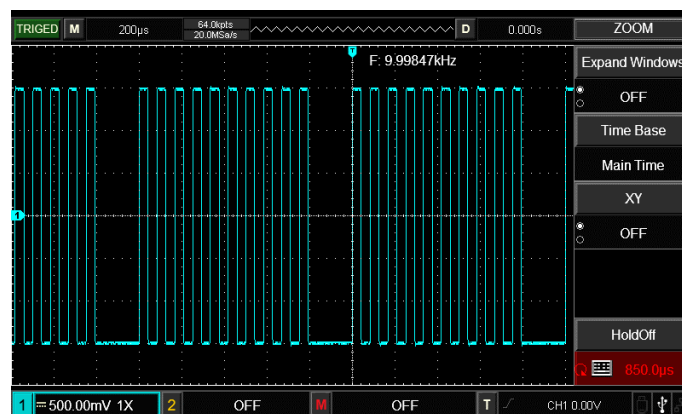 TRIGED M 200μs 64.0kpts D 0.000s ZOOM
20.0MSa/s
T
F: 9.99847kHz
Expand Windows
OFF
Time Base
Main Time
XY
1
OFF
HoldOff
850.0μs
1 500.00mV 1X 2 OFF M OFF T CH1 0.00V